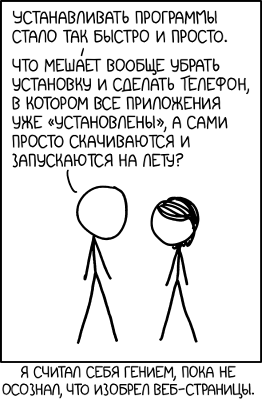 Устанавливать программы
стало так быстро и просто.
Что мешает вообще убрать
установку и сделать телефон,
в котором все приложения
уже «установлены», а сами
просто скачиваются и
запускаются на лету?
Я считал себя гением, пока не
осознал, что изобрел веб-страницы.